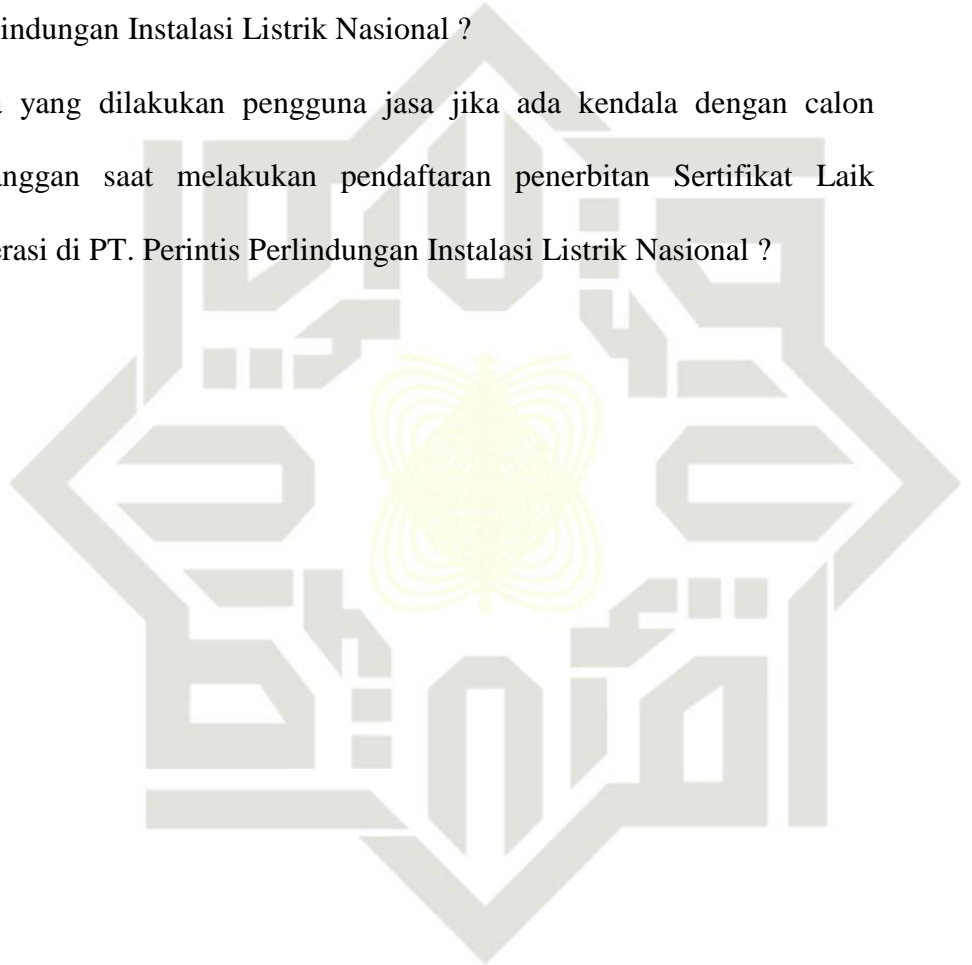 indungan Instalasi Listrik Nasional ?
yang dilakukan pengguna jasa jika ada kendala dengan calon
anggan saat melakukan pendaftaran penerbitan Sertifikat Laik
erasi di PT. Perintis Perlindungan Instalasi Listrik Nasional ?